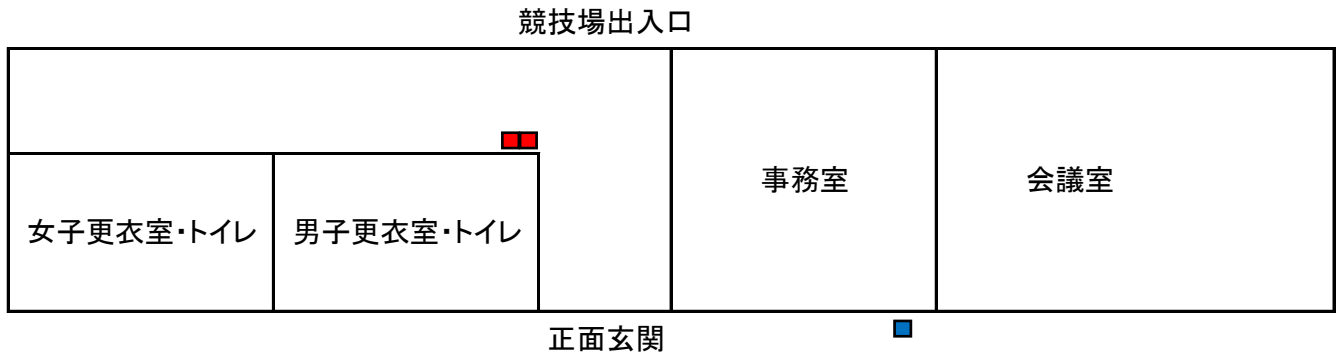 競技場出入口
事務室
会議室
女子更衣室・トイレ
男子更衣室・トイレ
正面玄関